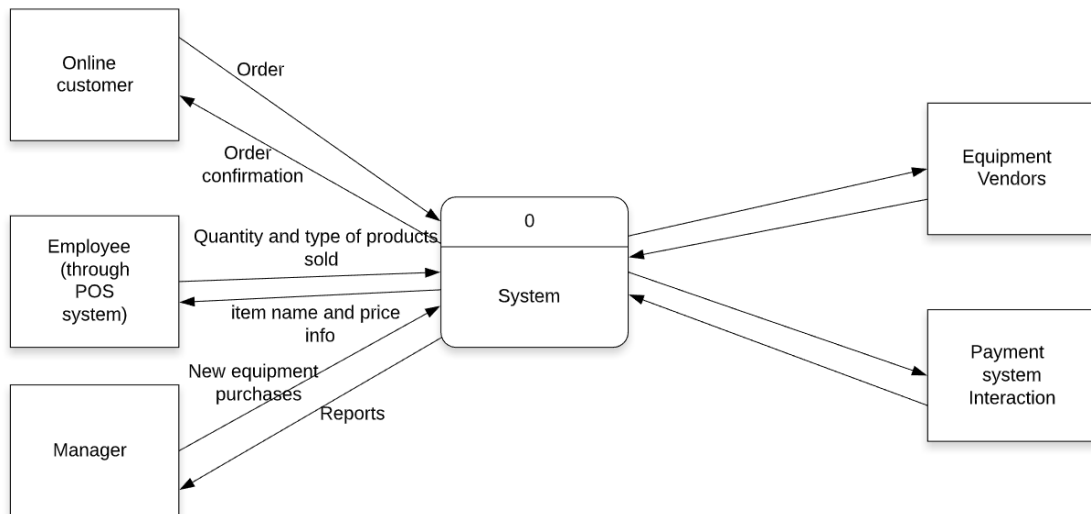 Online
customer
Order
Order
confirmation
Employee
(through
POS
system)
Quantity and type of products
sold
item name and price
info
Manager
New equipment
purchases
Reports
0
System
Equipment
Vendors
Payment
system
Interaction